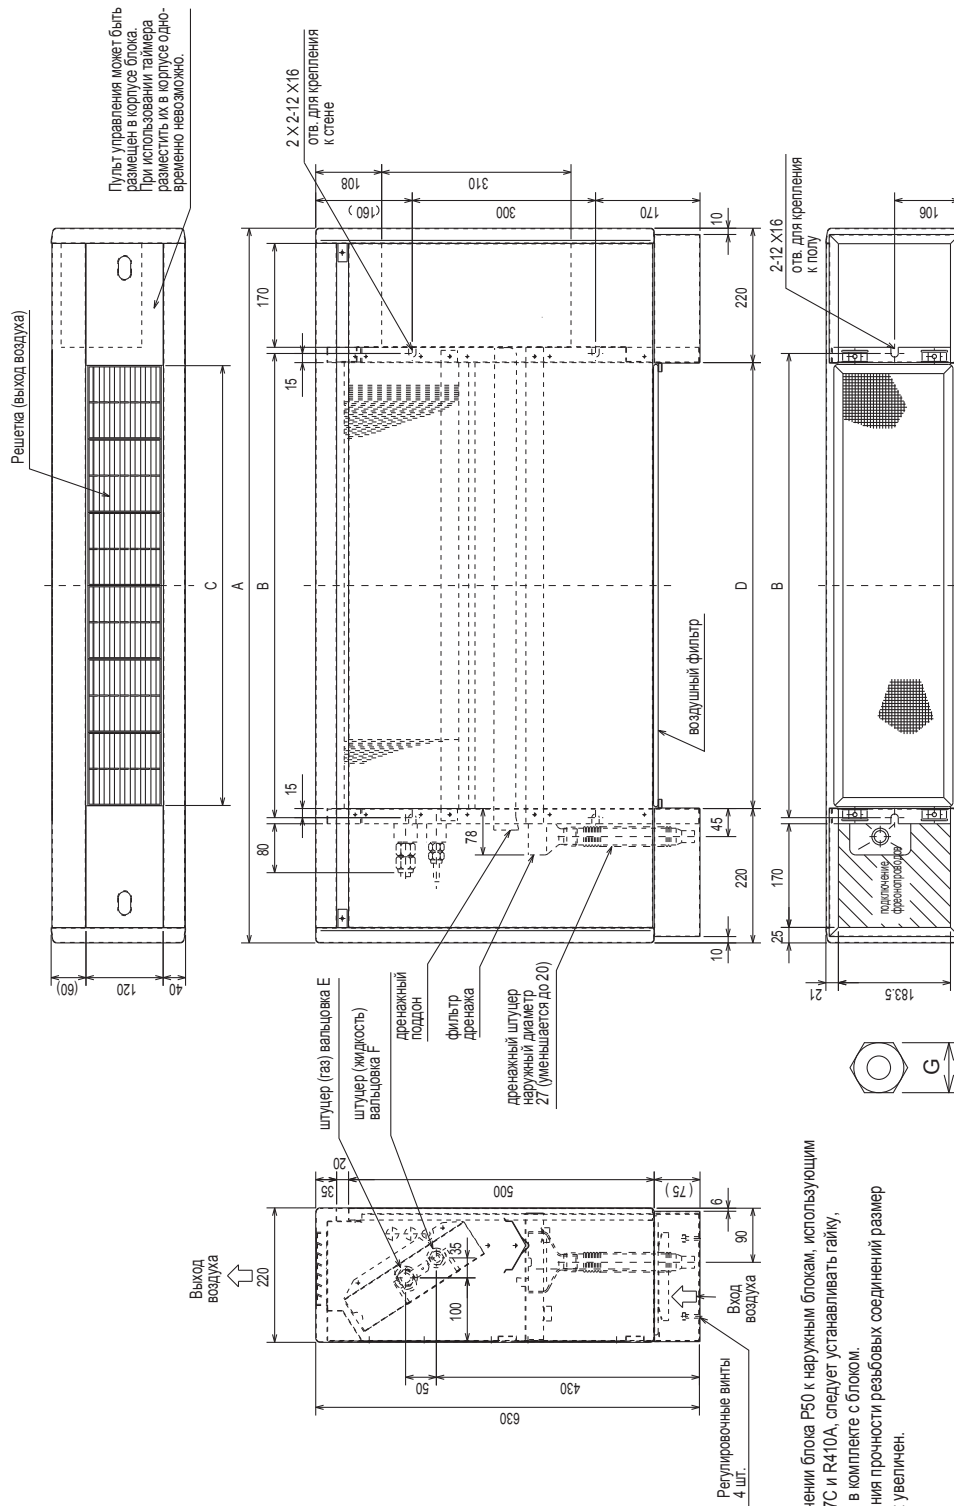 Решетка (выход воздуха)
Пульт управления может быть
размещен в корпусе блока.
При использовании таймера
разместить их в корпусе одно-
временно невозможно.
(60)
120
40
C
A
B
15
170
2 X 2-12 X16
отв. для крепления
к стене
108
(160)
310
300
170
10
220
15
80
78
45
220
10
D
воздушный фильтр
штуцер (газ) вальцовка E
штуцер (жидкость)
вальцовка F
дренажный
поддон
фильтр
дренажа
дренажный штуцер
наружный диаметр
27 (уменьшается до 20)
2-12 X16
отв. для крепления
к полу
106
B
170
25
21
183.5
подключение
фреонопроводов
G
Выход
воздуха
220
35
20
500
(75)
6
90
35
100
50
430
630
Вход
воздуха
Регулировочные винты
4 шт.
чении блока P50 к наружным блокам, использующим
7C и R410A, следует устанавливать гайку,
в комплекте с блоком.
ния прочности резьбовых соединений размер
увеличен.